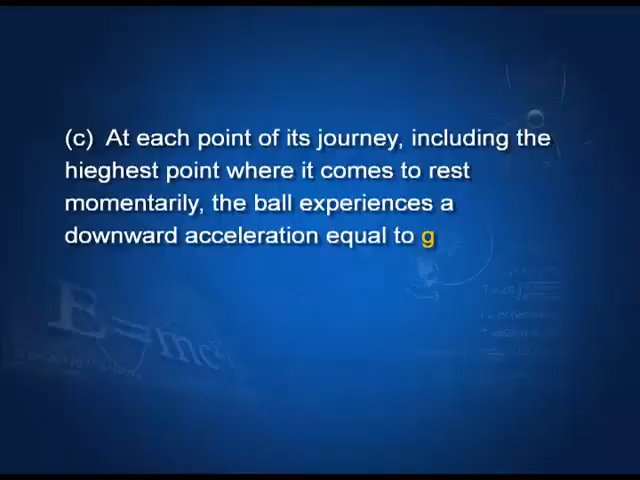 (c) At each point of its journey, including the
hieghest point where it comes to rest
momentarily, the ball experiences a
downward acceleration equal to g
E=mc²